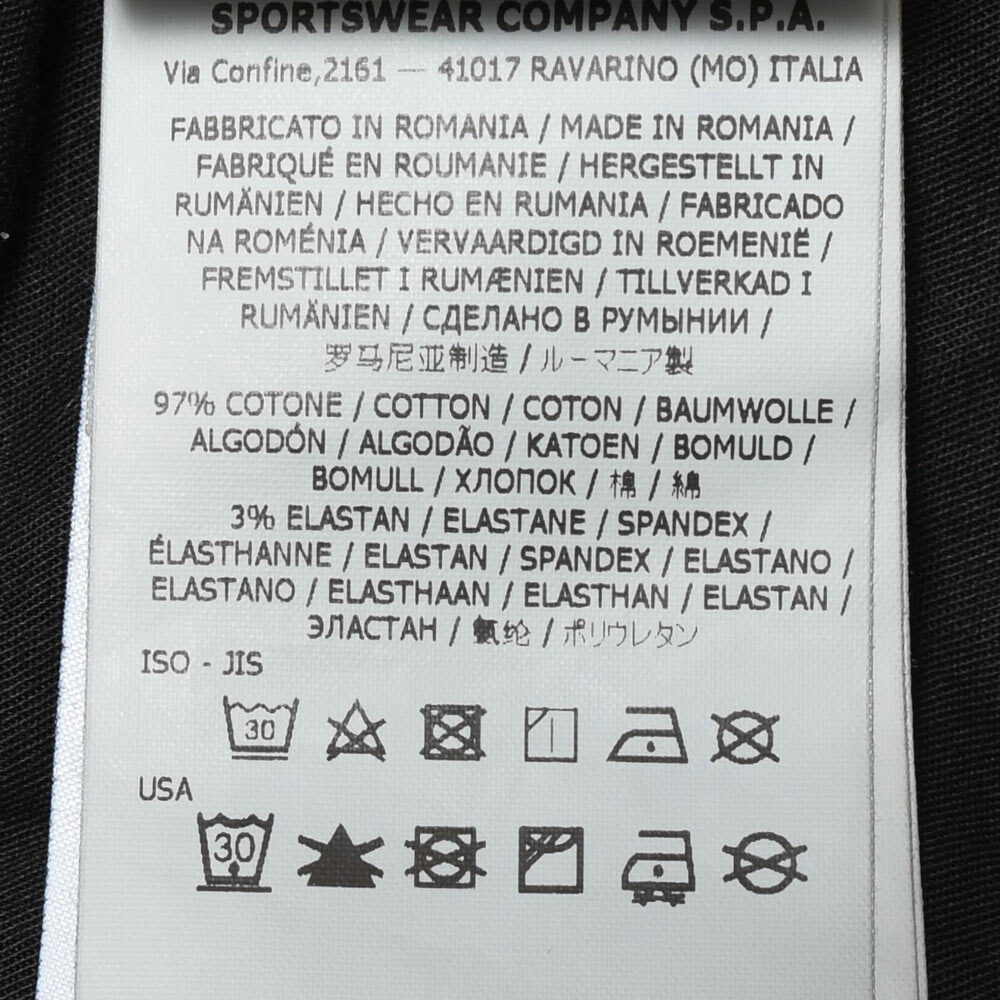 SPORTSWEAR COMPANY S.P.A.
Via Confine,2161 — 41017 RAVARINO (MO) ITALIA
FABBRICATO IN ROMANIA / MADE IN ROMANIA /
FABRIQUÉ EN ROUMANIE / HERGESTELLT IN
RUMÄNIEN / HECHO EN RUMANIA / FABRICADO
NA ROMÉNIA / VERVAARDIGD IN ROEMENIË /
FREMSTILLET I RUMÆNIEN / TILLVERKAD I
RUMÄNIEN / СДЕЛАНО В РУМЫНИИ /
罗马尼亚制造 / ルーマニア製
97% COTONE / COTTON / COTON / BAUMWOLLE /
ALGODÓN / ALGODÃO / KATOEN / BOMULD /
BOMULL / ХЛОПОК / 棉 / 綿
3% ELASTAN / ELASTANE / SPANDEX /
ÉLASTHANNE / ELASTAN / SPANDEX / ELASTANO /
ELASTANO / ELASTHAAN / ELASTHAN / ELASTAN /
ЭЛАСТАН / 氨纶 / ポリウレタン
ISO - JIS
30
USA
30